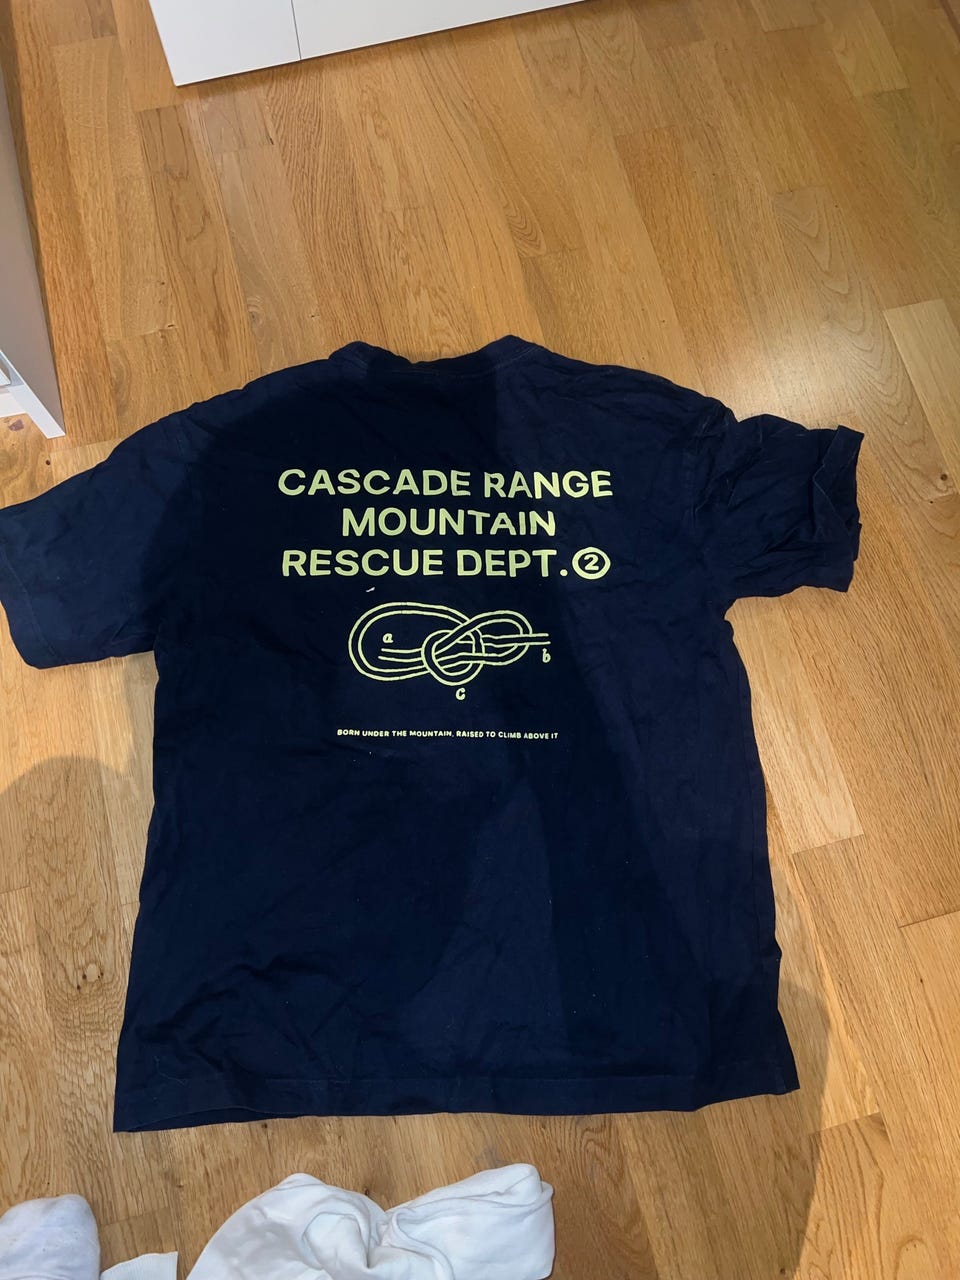 CASCADE RANGE
MOUNTAIN
RESCUE DEPT.②
a
b
c
BORN UNDER THE MOUNTAIN, RAISED TO CLIMB ABOVE IT